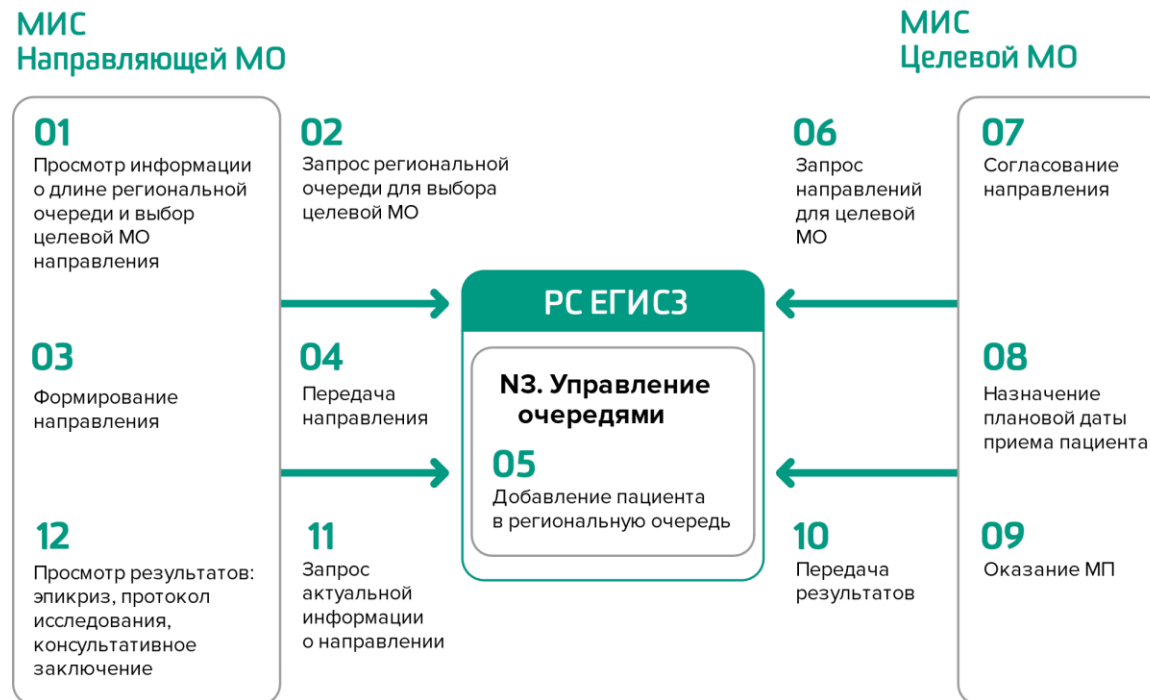 МИС
Направляющей МО
МИС
Целевой МО
01
Просмотр информации
о длине региональной
очереди и выбор
целевой МО
направления
02
Запрос региональной
очереди для выбора
целевой МО
06
Запрос
направлений
для целевой
МО
07
Согласование
направления
РС ЕГИСЗ
03
Формирование
направления
04
Передача
направления
N3. Управление
очередями
05
Добавление пациента
в региональную очередь
08
Назначение
плановой даты
приема пациента
12
Просмотр результатов:
эпикриз, протокол
исследования,
консультативное
заключение
11
Запрос
актуальной
информации
о направлении
10
Передача
результатов
09
Оказание МП